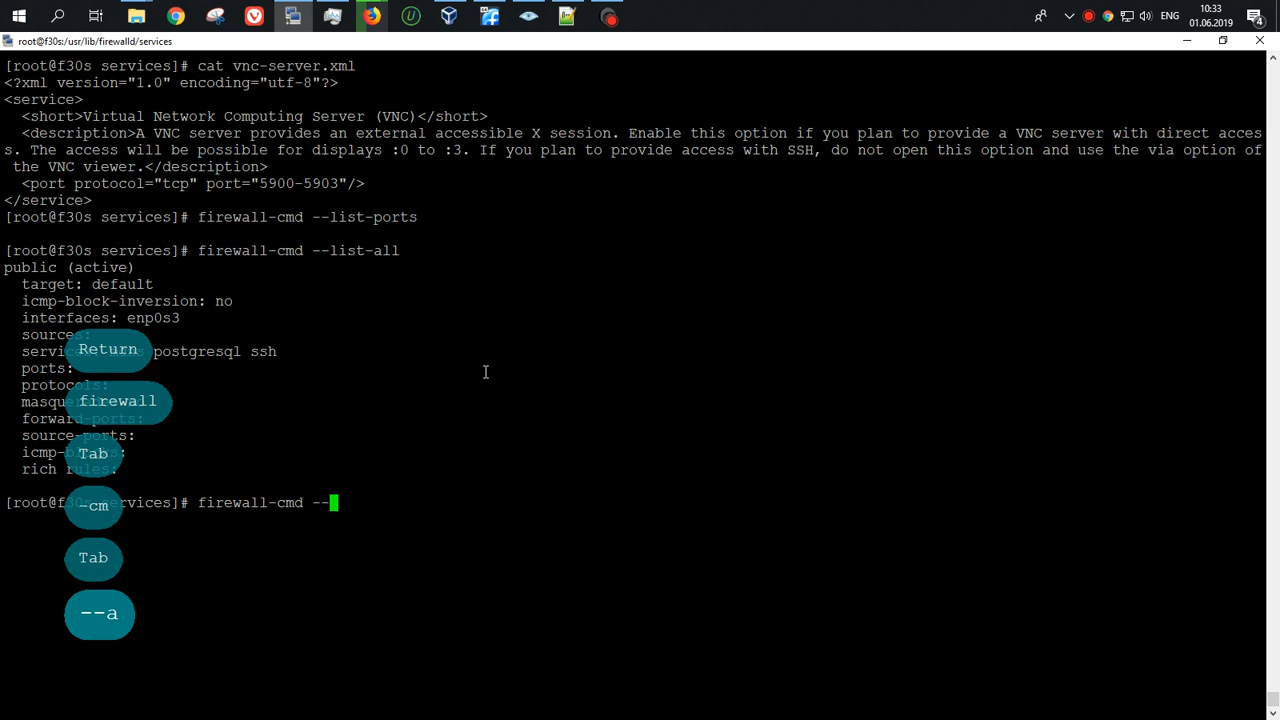 ENG
10:33
01.06.2019
4
root@f30s:/usr/lib/firewalld/services
[root@f30s services]# cat vnc-server.xml
<?xml version="1.0" encoding="utf-8"?>
<service>
<short>Virtual Network Computing Server (VNC)</short>
<description>A VNC server provides an external accessible X session. Enable this option if you plan to provide a VNC server with direct acces
s. The access will be possible for displays :0 to :3. If you plan to provide access with SSH, do not open this option and use the via option of
the VNC viewer.</description>
<port protocol="tcp" port="5900-5903"/>
</service>
[root@f30s services]# firewall-cmd --list-ports
[root@f30s services]# firewall-cmd --list-all
public (active)
target: default
icmp-block-inversion: no
interfaces: enp0s3
sources:
services: postgresql ssh
Return
ports:
protocols:
firewall
forward-ports:
source-ports:
Tab
rich rules:
[root@f30s services]# firewall-cmd --
-cm
Tab
--a